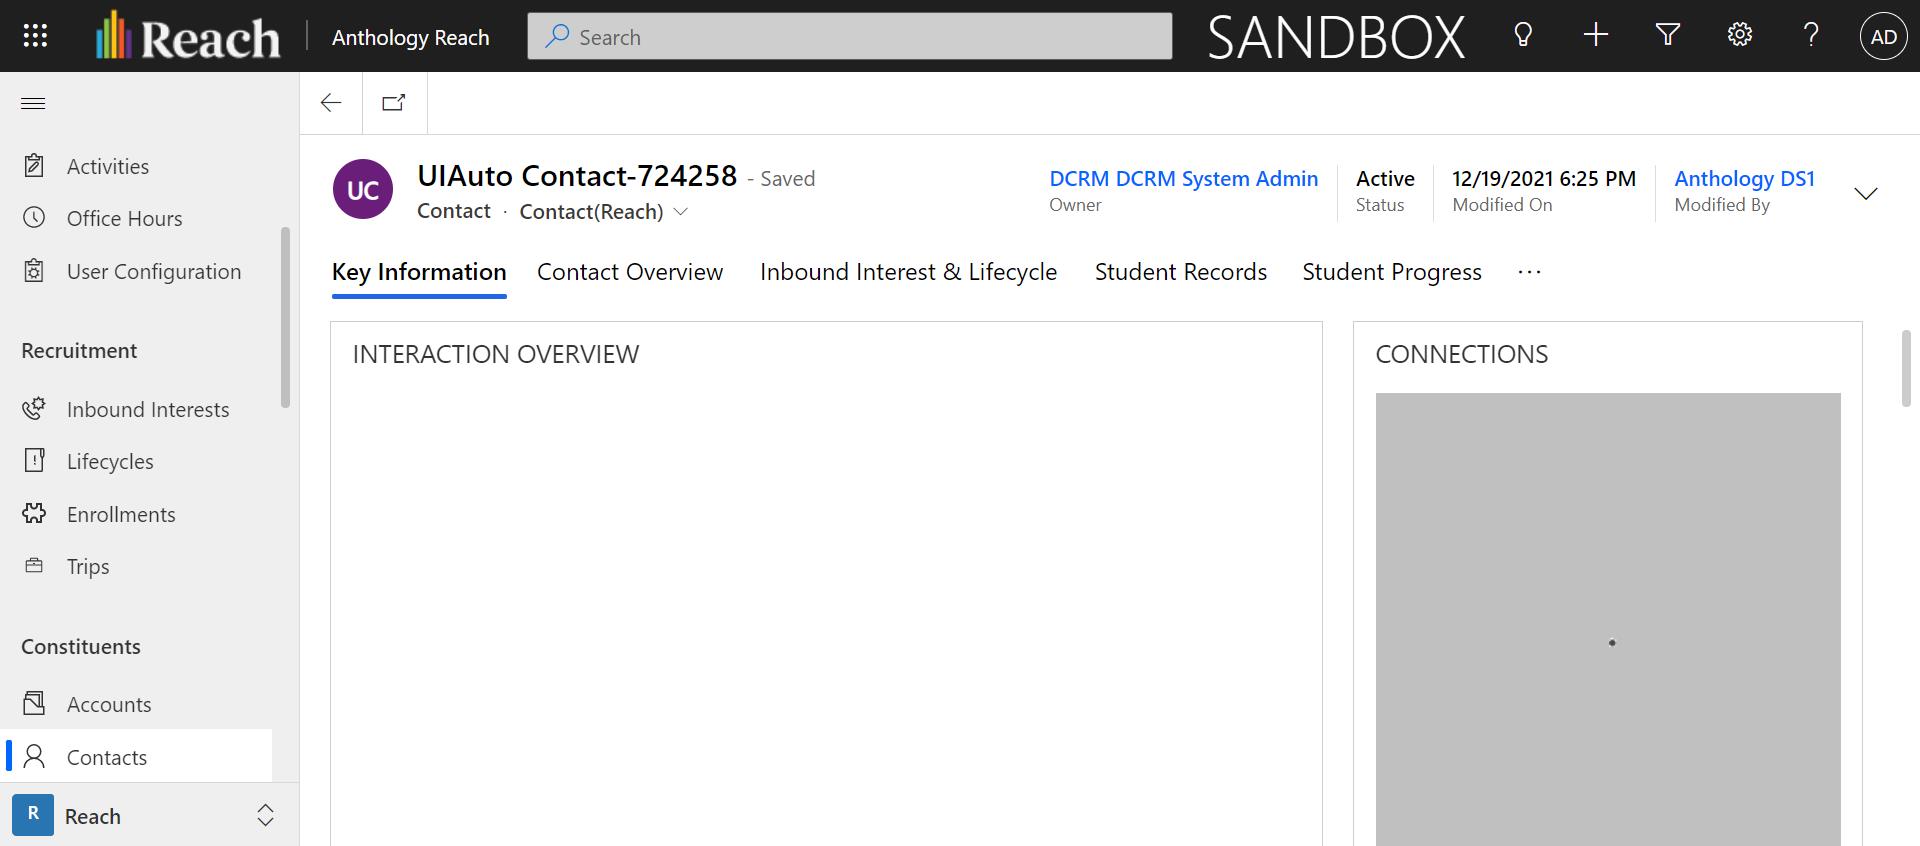 Reach
Anthology Reach
Search
SANDBOX
AD
Activities
Office Hours
User Configuration
Recruitment
Inbound Interests
Lifecycles
Enrollments
Trips
Constituents
Accounts
Contacts
R
Reach
UC
UIAuto Contact-724258 - Saved
Contact · Contact(Reach)
DCRM DCRM System Admin
Owner
Active
Status
12/19/2021 6:25 PM
Modified On
Anthology DS1
Modified By
Key Information
Contact Overview
Inbound Interest & Lifecycle
Student Records
Student Progress
...
INTERACTION OVERVIEW
CONNECTIONS